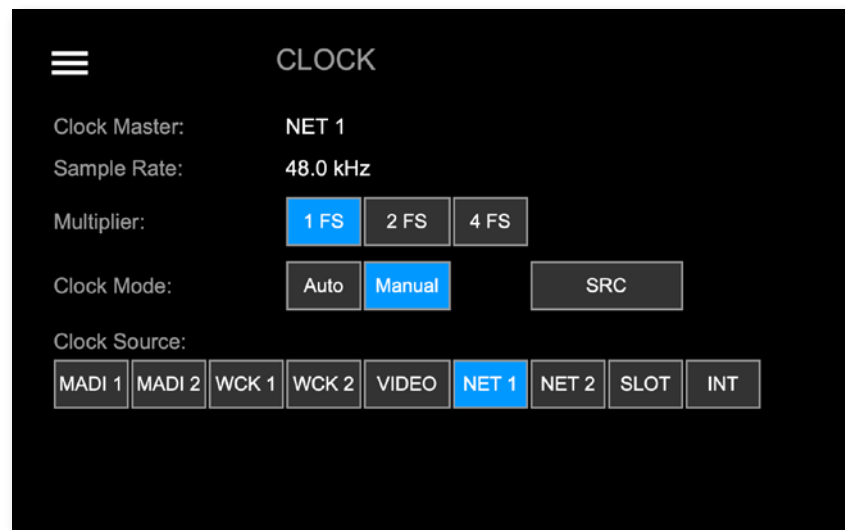 CLOCK
Clock Master: NET 1
Sample Rate: 48.0 kHz
Multiplier: 1 FS 2 FS 4 FS
Clock Mode: Auto Manual SRC
Clock Source:
MADI 1 MADI 2 WCK 1 WCK 2 VIDEO NET 1 NET 2 SLOT INT